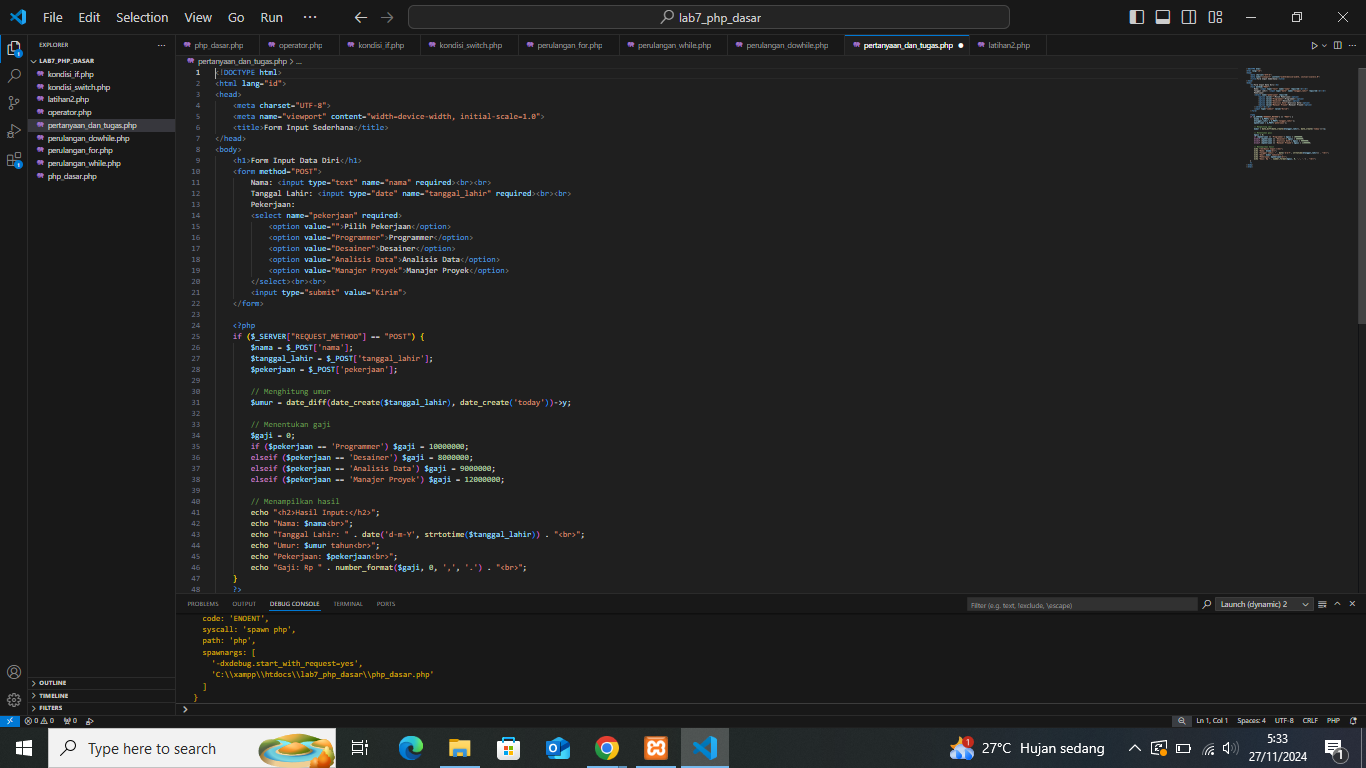 File Edit Selection View Go Run ···
lab7_php_dasar
EXPLORER
LAB7_PHP_DASAR
kondisi_if.php
kondisi_switch.php
latihan2.php
operator.php
pertanyaan_dan_tugas.php
perulangan_dowhile.php
perulangan_for.php
perulangan_while.php
php_dasar.php
OUTLINE
TIMELINE
FILTERS
php_dasar.php operator.php kondisi_if.php kondisi_switch.php perulangan_for.php perulangan_while.php perulangan_dowhile.php pertanyaan_dan_tugas.php latihan2.php
pertanyaan_dan_tugas.php > ...
1 <!DOCTYPE html>
2 <html lang="id">
3 <head>
4 <meta charset="UTF-8">
5 <meta name="viewport" content="width=device-width, initial-scale=1.0">
6 <title>Form Input Sederhana</title>
7 </head>
8 <body>
9 <h1>Form Input Data Diri</h1>
10 <form method="POST">
11 Nama: <input type="text" name="nama" required><br><br>
12 Tanggal Lahir: <input type="date" name="tanggal_lahir" required><br><br>
13 Pekerjaan:
14 <select name="pekerjaan" required>
15 <option value="">Pilih Pekerjaan</option>
16 <option value="Programmer">Programmer</option>
17 <option value="Desainer">Desainer</option>
18 <option value="Analisis Data">Analisis Data</option>
19 <option value="Manajer Proyek">Manajer Proyek</option>
20 </select><br><br>
21 <input type="submit" value="Kirim">
22 </form>
23
24 <?php
25 if ($_SERVER["REQUEST_METHOD"] == "POST") {
26 $nama = $_POST['nama'];
27 $tanggal_lahir = $_POST['tanggal_lahir'];
28 $pekerjaan = $_POST['pekerjaan'];
29
30 // Menghitung umur
31 $umur = date_diff(date_create($tanggal_lahir), date_create('today'))->y;
32
33 // Menentukan gaji
34 $gaji = 0;
35 if ($pekerjaan == 'Programmer') $gaji = 10000000;
36 elseif ($pekerjaan == 'Desainer') $gaji = 8000000;
37 elseif ($pekerjaan == 'Analisis Data') $gaji = 9000000;
38 elseif ($pekerjaan == 'Manajer Proyek') $gaji = 12000000;
39
40 // Menampilkan hasil
41 echo "<h2>Hasil Input:</h2>";
42 echo "Nama: $nama<br>";
43 echo "Tanggal Lahir: " . date('d-m-Y', strtotime($tanggal_lahir)) . "<br>";
44 echo "Umur: $umur tahun<br>";
45 echo "Pekerjaan: $pekerjaan<br>";
46 echo "Gaji: Rp " . number_format($gaji, 0, ',', '.') . "<br>";
47 }
48 ?>
PROBLEMS OUTPUT DEBUG CONSOLE TERMINAL PORTS
Filter (e.g. text, !exclude, \escape)
Launch (dynamic) 2
code: 'ENOENT',
syscall: 'spawn php',
path: 'php',
spawnargs: [
'-dxdebug.start_with_request=yes',
'C:\\xampp\\htdocs\\lab7_php_dasar\\php_dasar.php'
]
}
0 0 0 Ln 1, Col 1 Spaces: 4 UTF-8 CRLF PHP
Type here to search
27°C Hujan sedang
5:33
27/11/2024